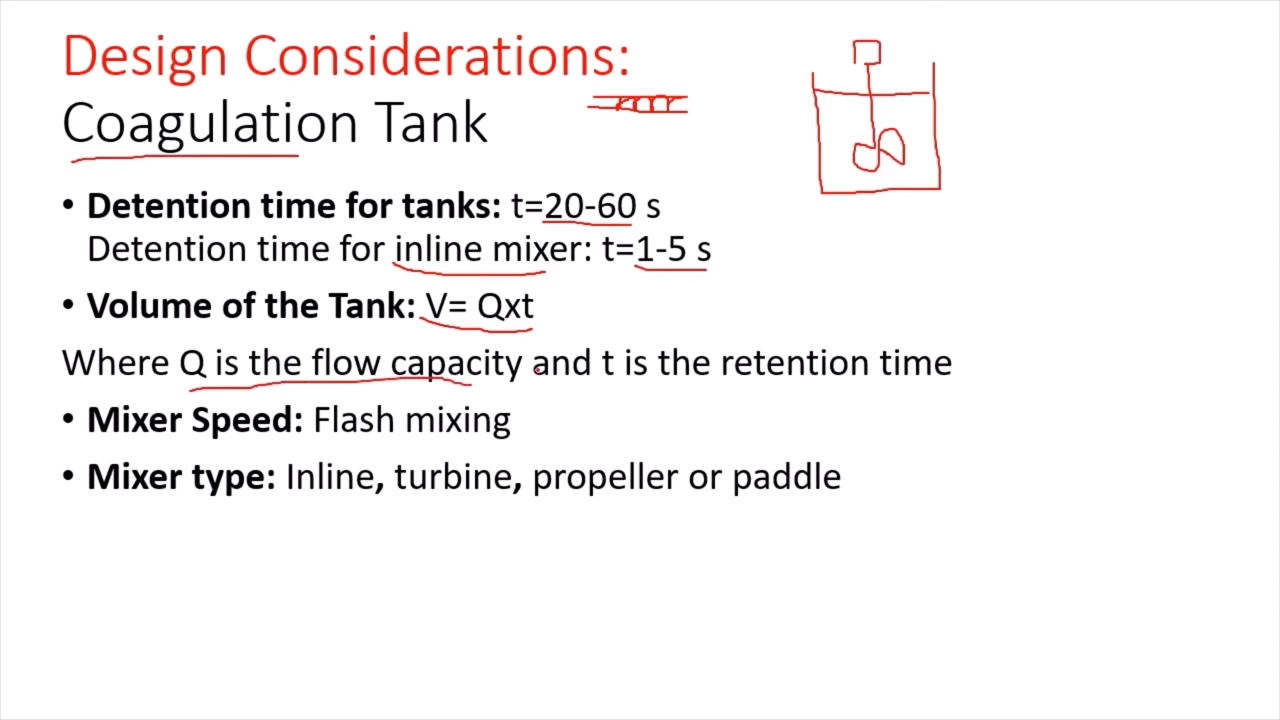 Design Considerations:
Coagulation Tank
• Detention time for tanks: t=20-60 s
Detention time for inline mixer: t=1-5 s
• Volume of the Tank: V= Qxt
Where Q is the flow capacity and t is the retention time
• Mixer Speed: Flash mixing
• Mixer type: Inline, turbine, propeller or paddle